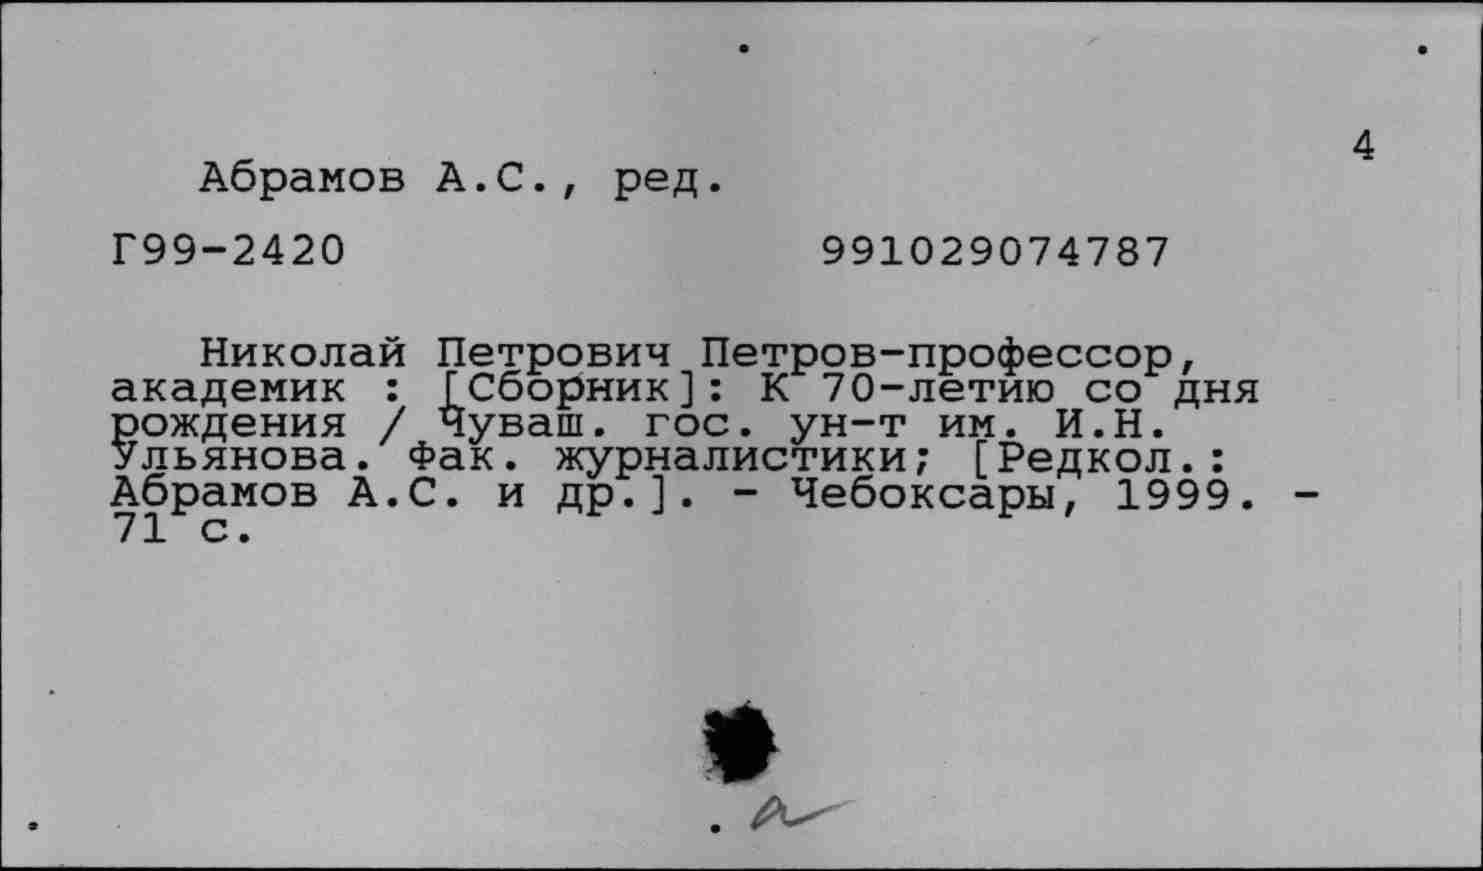 4
Абрамов А.С., ред.
Г99-2420 991029074787
Николай Петрович Петров-профессор,
академик : [Сборник]: К 70-летию со дня
рождения / Чуваш. гос. ун-т им. И.Н.
Ульянова. Фак. журналистики; [Редкол.:
Абрамов А.С. и др.]. - Чебоксары, 1999. -
71 с.